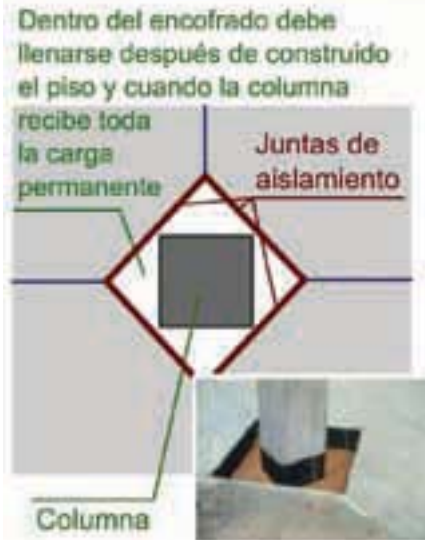 Dentro del encofrado debe
llenarse después de construido
el piso y cuando la columna
recibe toda
la carga
permanente
Juntas de
aislamiento
Columna